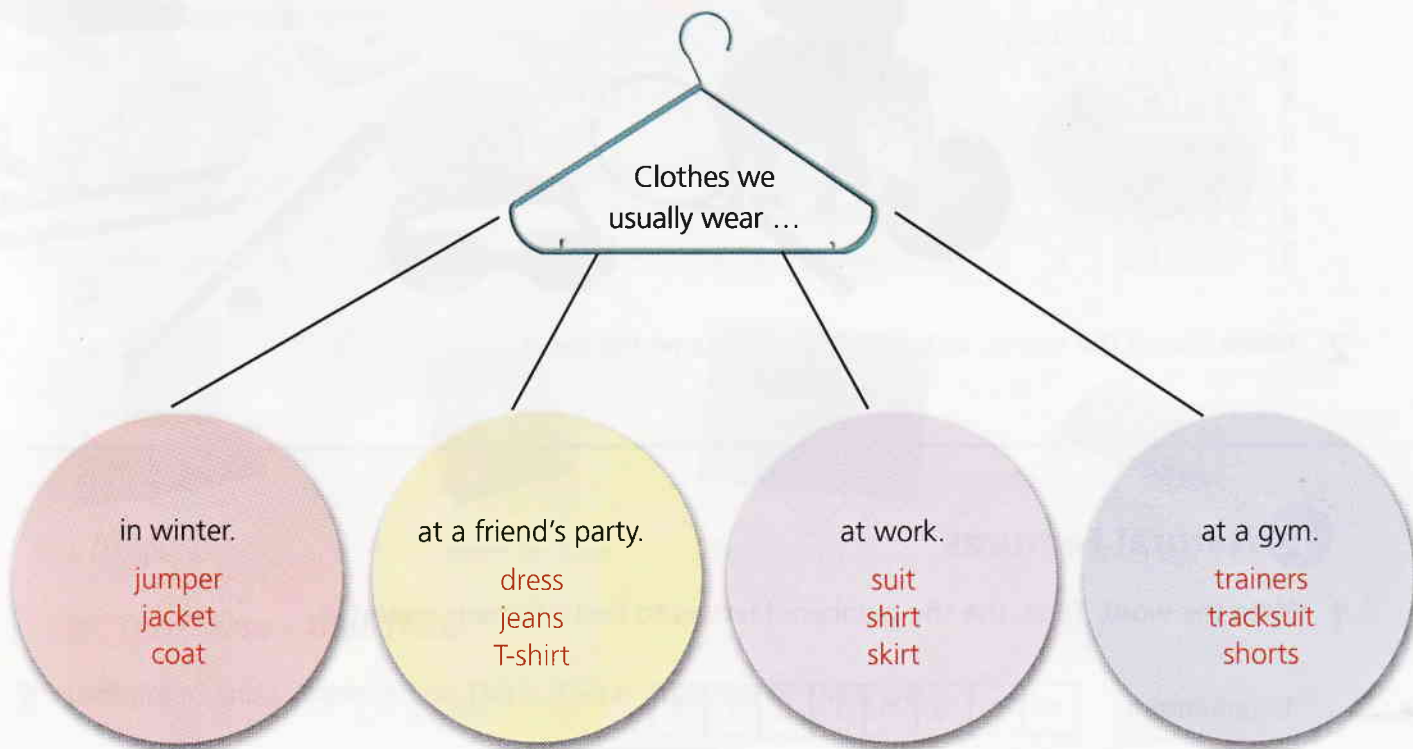 Clothes we
usually wear ...
in winter.
jumper
jacket
coat
at a friend's party.
dress
jeans
T-shirt
at work.
suit
shirt
skirt
at a gym.
trainers
tracksuit
shorts